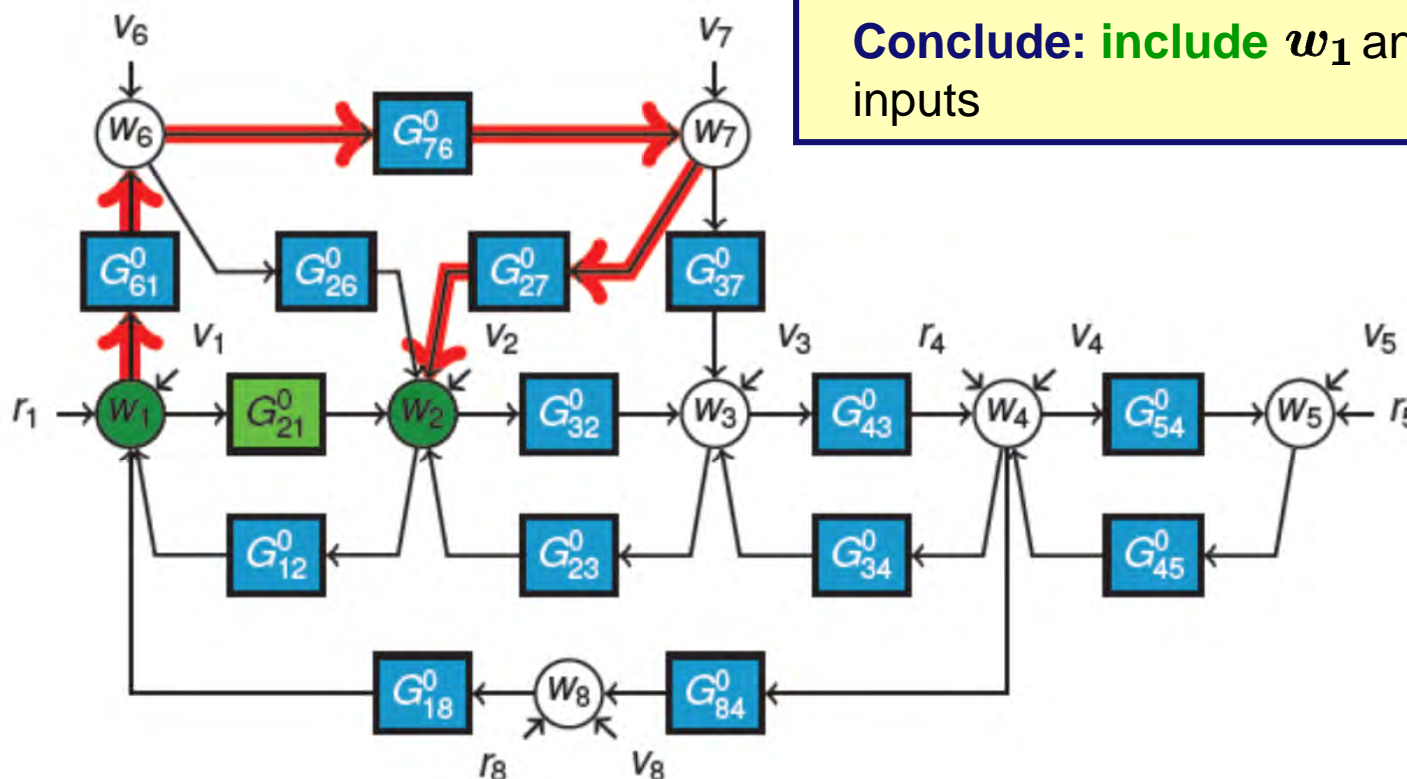 v₆
v₇
Conclude: include w₁
inputs
w₆
G⁰₇₆
w₇
G⁰₆₁
G⁰₂₆
G⁰₂₇
G⁰₃₇
v₁
v₂
v₃
r₄
v₄
v₅
r₁
w₁
G⁰₂₁
w₂
G⁰₃₂
w₃
G⁰₄₃
w₄
G⁰₅₄
w₅
r₅
G⁰₁₂
G⁰₂₃
G⁰₃₄
G⁰₄₅
G⁰₁₈
w₈
G⁰₈₄
r₈
v₈